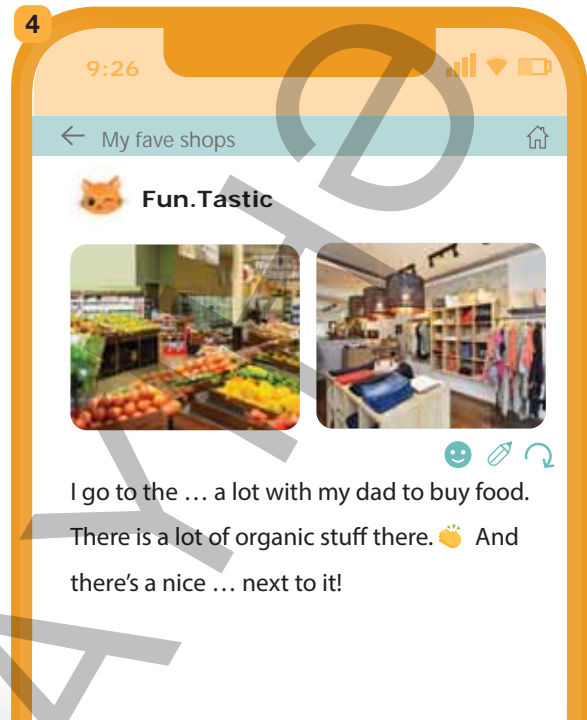 4
9:26
My fave shops
Fun.Tastic
I go to the … a lot with my dad to buy food.
There is a lot of organic stuff there. 👏 And
there’s a nice … next to it!